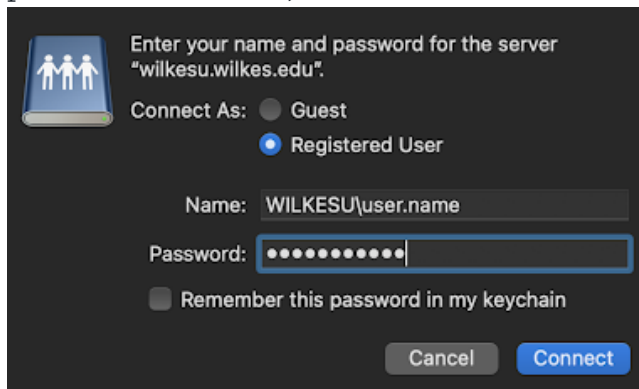 Enter your name and password for the server
“wilkesu.wilkes.edu”.
Connect As: Guest
Registered User
Name: WILKESU\user.name
Password: •••••••••••
Remember this password in my keychain
Cancel Connect